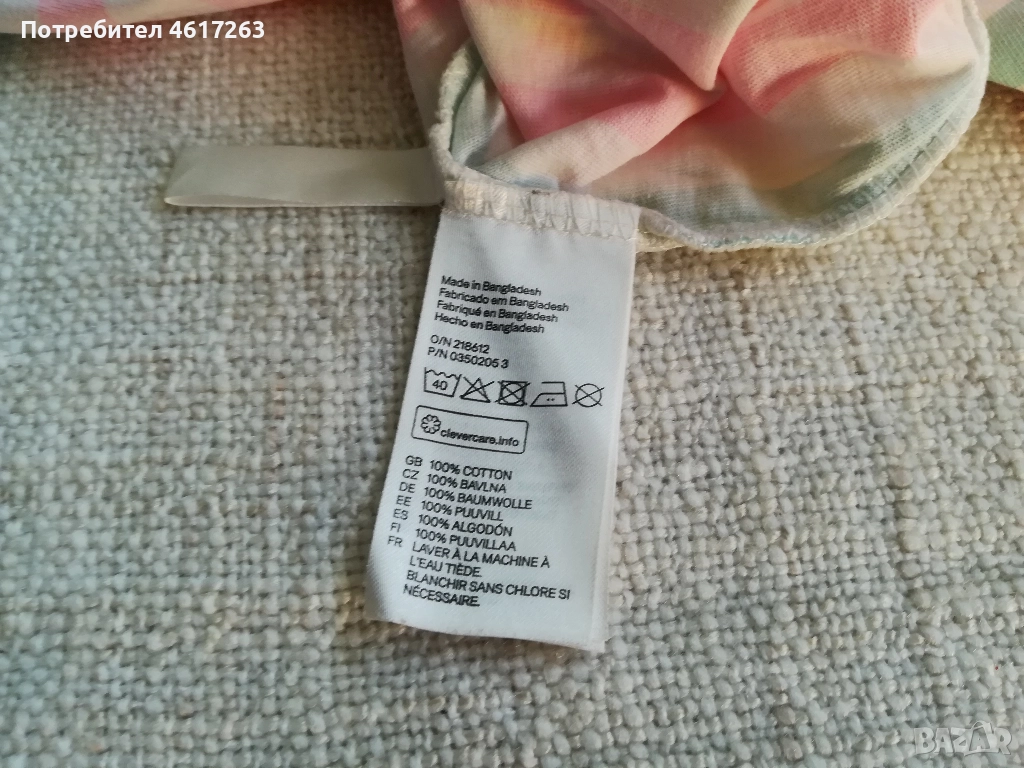 Потребител 4617263
Made in Bangladesh
Fabricado em Bangladesh
Fabriqué en Bangladesh
Hecho en Bangladesh
O/N 218612
P/N 0350205 3
40
clevercare.info
GB 100% COTTON
CZ 100% BAVLNA
DE 100% BAUMWOLLE
EE 100% PUUVILL
ES 100% ALGODÓN
FI 100% PUUVILLAA
FR LAVER À LA MACHINE À
L'EAU TIÈDE.
BLANCHIR SANS CHLORE SI
NÉCESSAIRE.
BAZAR